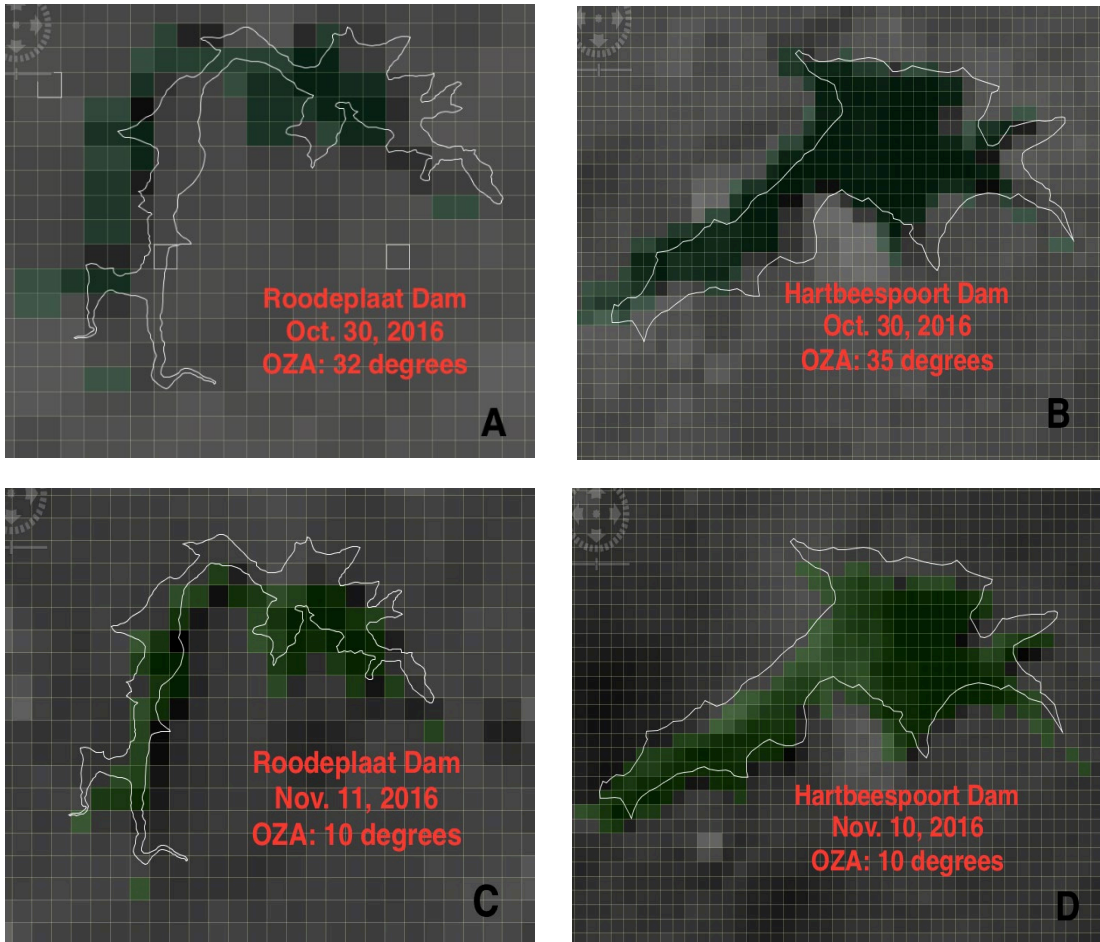 Roodeplaat Dam
Oct. 30, 2016
OZA: 32 degrees
A
Hartbeespoort Dam
Oct. 30, 2016
OZA: 35 degrees
B
Roodeplaat Dam
Nov. 11, 2016
OZA: 10 degrees
C
Hartbeespoort Dam
Nov. 10, 2016
OZA: 10 degrees
D